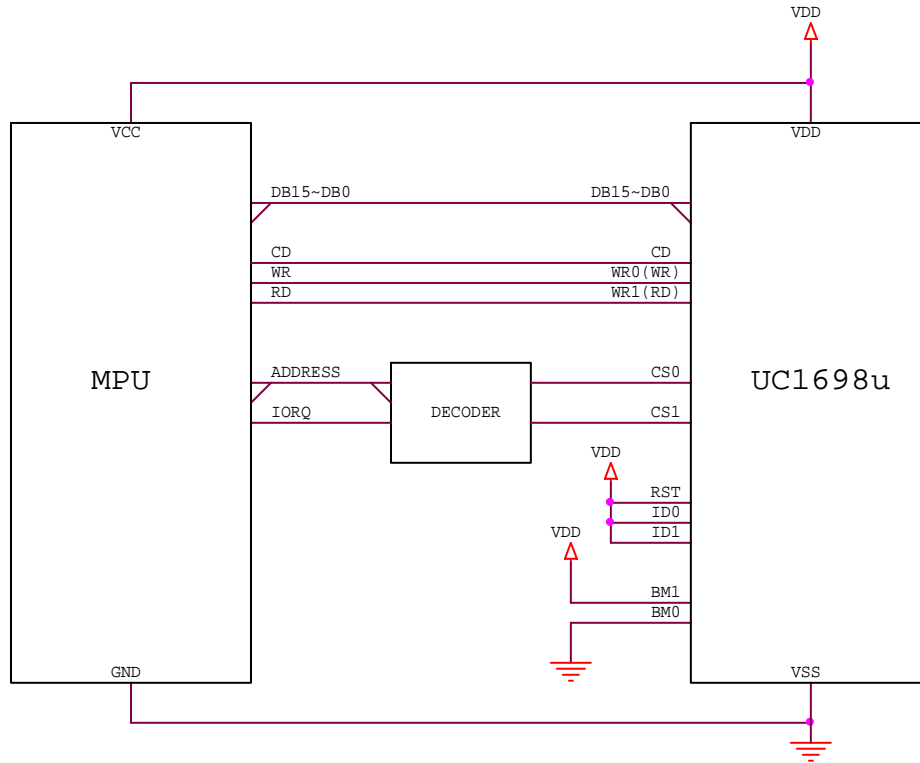 VDD
VCC
VDD
DB15~DB0
DB15~DB0
CD
CD
WR
WR0(WR)
RD
WR1(RD)
MPU
UC1698u
ADDRESS
CS0
IORQ
DECODER
CS1
VDD
RST
ID0
VDD
ID1
BM1
BM0
GND
VSS